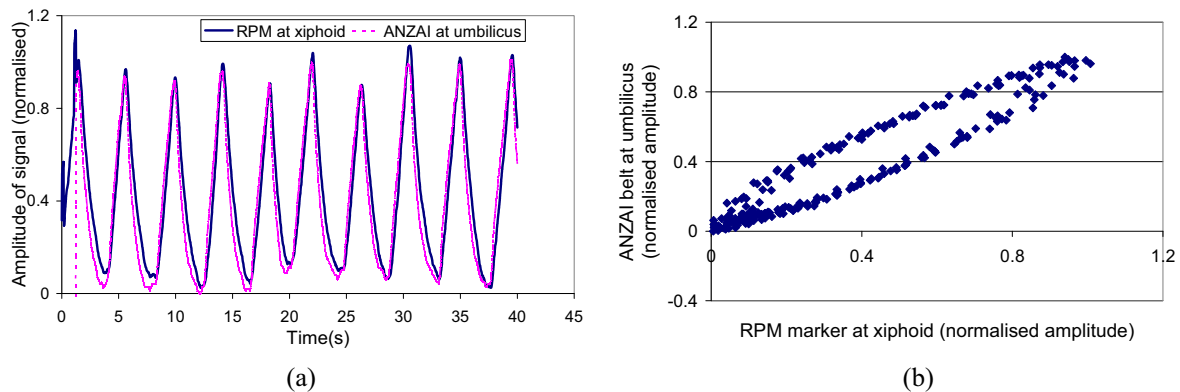 Amplitude of signal (normalised)
1.2
0.8
0.4
0
RPM at xiphoid
ANZAI at umbilicus
0 5 10 15 20 25 30 35 40 45
Time(s)
(a)
ANZAI belt at umbilicus
(normalised amplitude)
1.2
0.8
0.4
0
-0.4
0 0.4 0.8 1.2
RPM marker at xiphoid (normalised amplitude)
(b)